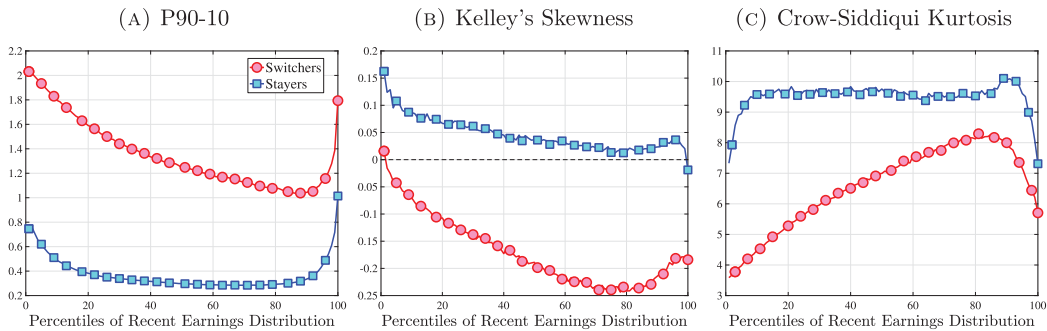 (A) P90-10
2.2
2
1.8
1.6
1.4
1.2
1
0.8
0.6
0.4
0.2
Switchers
Stayers
0 20 40 60 80 100
Percentiles of Recent Earnings Distribution
(B) Kelley's Skewness
0.2
0.15
0.1
0.05
0
0.05
-0.1
-0.15
-0.2
0.25
0 20 40 60 80 100
Percentiles of Recent Earnings Distribution
(C) Crow-Siddiqui Kurtosis
11
10
9
8
7
6
5
4
3
2
0 20 40 60 80 100
Percentiles of Recent Earnings Distribution